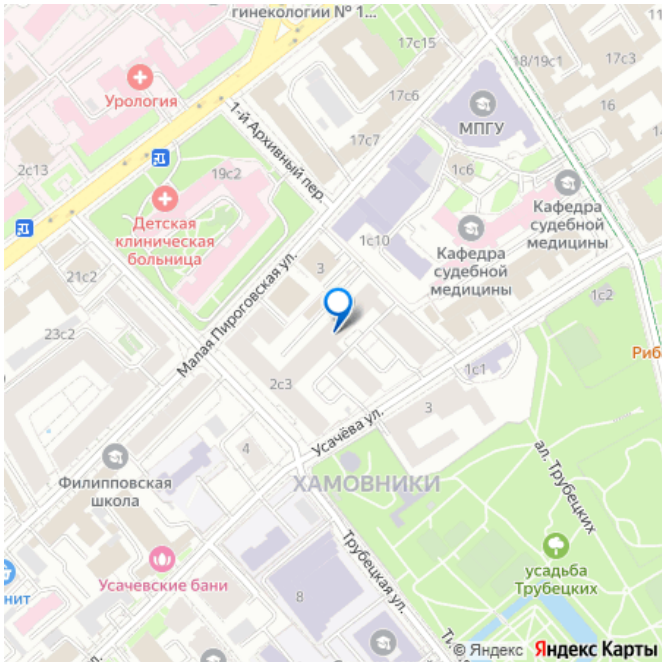 гинекологии № 1...
17с15
18/19с1
17с3
Урология
17с6
16
1-й Архивный пер.
МПГУ
17с7
2с13
19с2
1с6
Детская
клиническая
больница
Кафедра
судебной
медицины
1с10
Кафедра
судебной
медицины
21с2
3
Малая Пироговская ул.
1с2
23с2
Риб
1с1
2с3
3
Усачёва ул.
4
ал. Трубецких
Филипповская
школа
ХАМОВНИКИ
Усачевские бани
Трубецкая ул.
усадьба
Трубецких
нит
8
© Яндекс Яндекс Карты